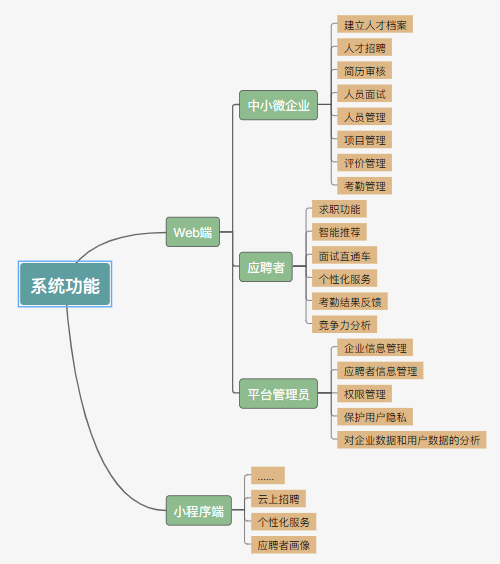 系统功能
Web端
中小微企业
建立人才档案
人才招聘
简历审核
人员面试
人员管理
项目管理
评价管理
考勤管理
应聘者
求职功能
智能推荐
面试直通车
个性化服务
考勤结果反馈
竞争力分析
平台管理员
企业信息管理
应聘者信息管理
权限管理
保护用户隐私
对企业数据和用户数据的分析
小程序端
......
云上招聘
个性化服务
应聘者画像